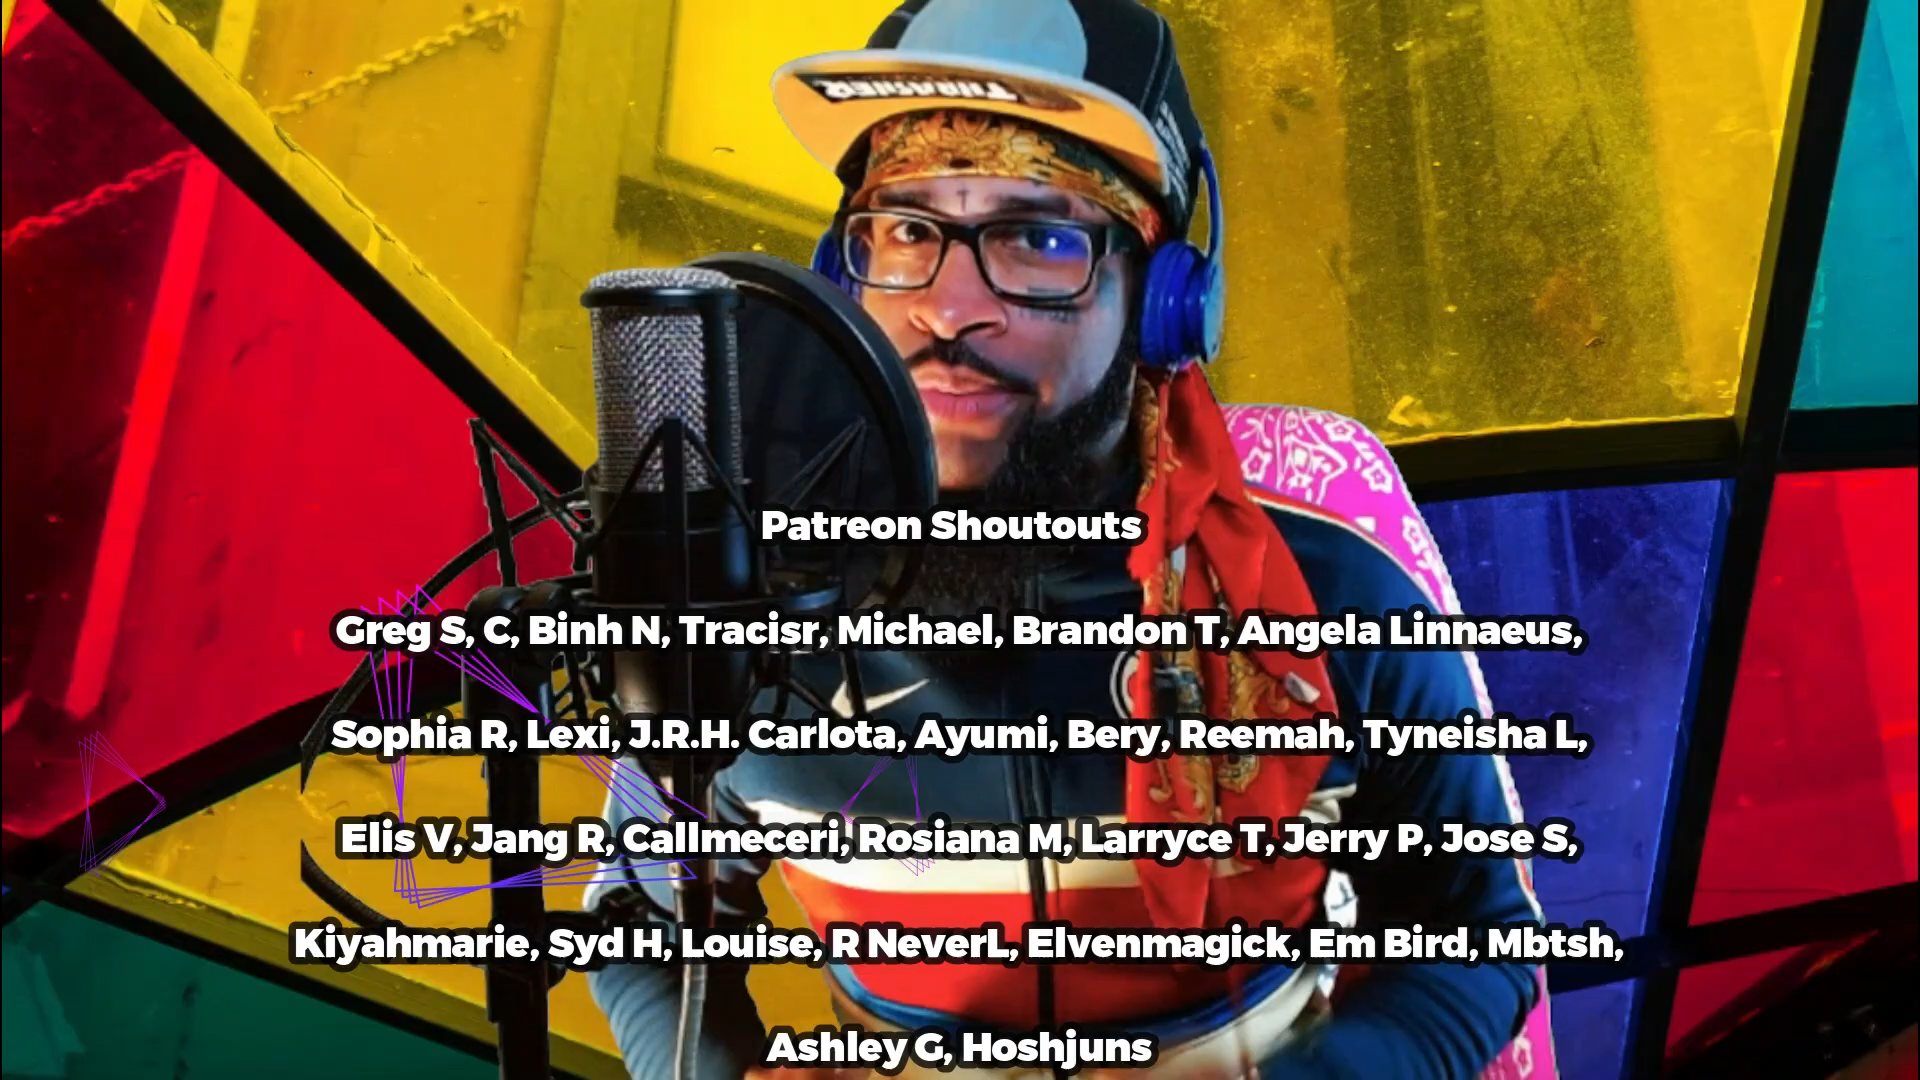 THRASHER
Patreon Shoutouts
Greg S, C, Binh N, Tracisr, Michael, Brandon T, Angela Linnaeus,
Sophia R, Lexi, J.R.H. Carlota, Ayumi, Bery, Reemah, Tyneisha L,
Elis V, Jang R, Callmeceri, Rosiana M, Larryce T, Jerry P, Jose S,
Kiyahmarie, Syd H, Louise, R NeverL, Elvenmagick, Em Bird, Mbtsh,
Ashley G, Hoshjuns